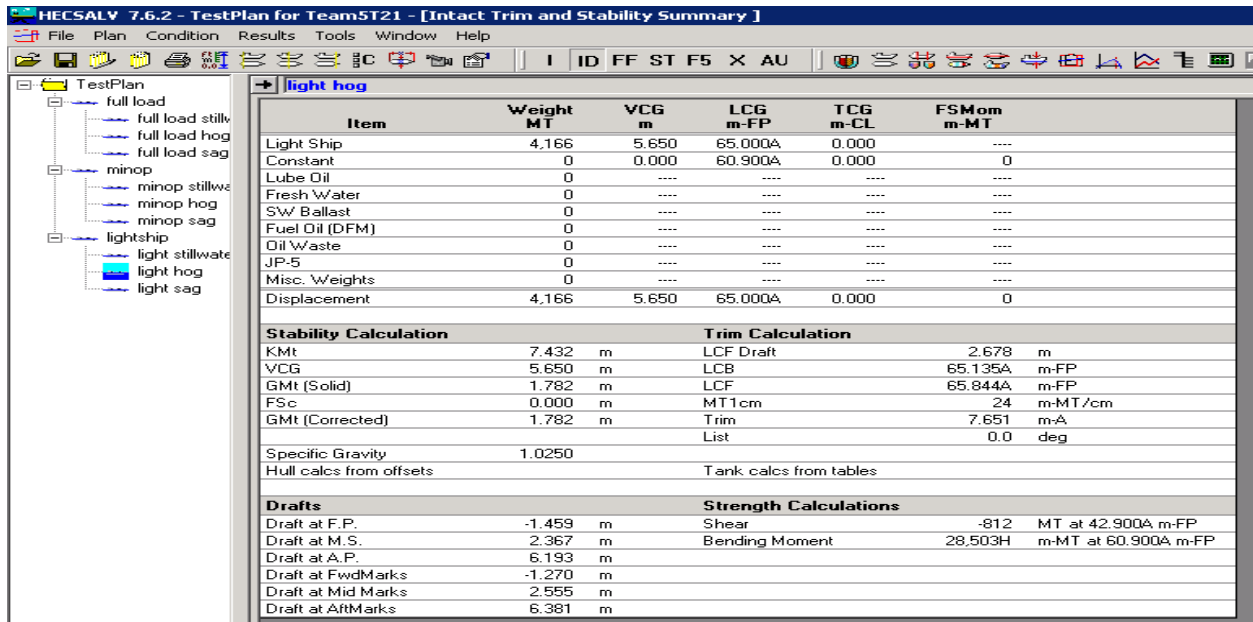 HECSALV 7.6.2 - TestPlan for Team5T21 - [Intact Trim and Stability Summary ]
File Plan Condition Results Tools Window Help
I ID FF ST F5 X AU
TestPlan
full load
full load stillw
full load hog
full load sag
minop
minop stillwa
minop hog
minop sag
lightship
light stillwate
light hog
light sag
light hog
Item Weight MT VCG m LCG m-FP TCG m-CL FSMom m-MT
Light Ship 4,166 5.650 65.000A 0.000 ----
Constant 0 0.000 60.900A 0.000 0
Lube Oil 0 ---- ---- ---- ----
Fresh Water 0 ---- ---- ---- ----
SW Ballast 0 ---- ---- ---- ----
Fuel Oil (DFM) 0 ---- ---- ---- ----
Oil Waste 0 ---- ---- ---- ----
JP-5 0 ---- ---- ---- ----
Misc. Weights 0 ---- ---- ---- ----
Displacement 4,166 5.650 65.000A 0.000 0
Stability Calculation Trim Calculation
KMt 7.432 m LCF Draft 2.678 m
VCG 5.650 m LCB 65.135A m-FP
GMt (Solid) 1.782 m LCF 65.844A m-FP
FSc 0.000 m MT1cm 24 m-MT/cm
GMt (Corrected) 1.782 m Trim 7.651 m-A
List 0.0 deg
Specific Gravity 1.0250
Hull calcs from offsets Tank calcs from tables
Drafts Strength Calculations
Draft at F.P. -1.459 m Shear -812 MT at 42.900A m-FP
Draft at M.S. 2.367 m Bending Moment 28,503H m-MT at 60.900A m-FP
Draft at A.P. 6.193 m
Draft at FwdMarks -1.270 m
Draft at Mid Marks 2.555 m
Draft at AftMarks 6.381 m